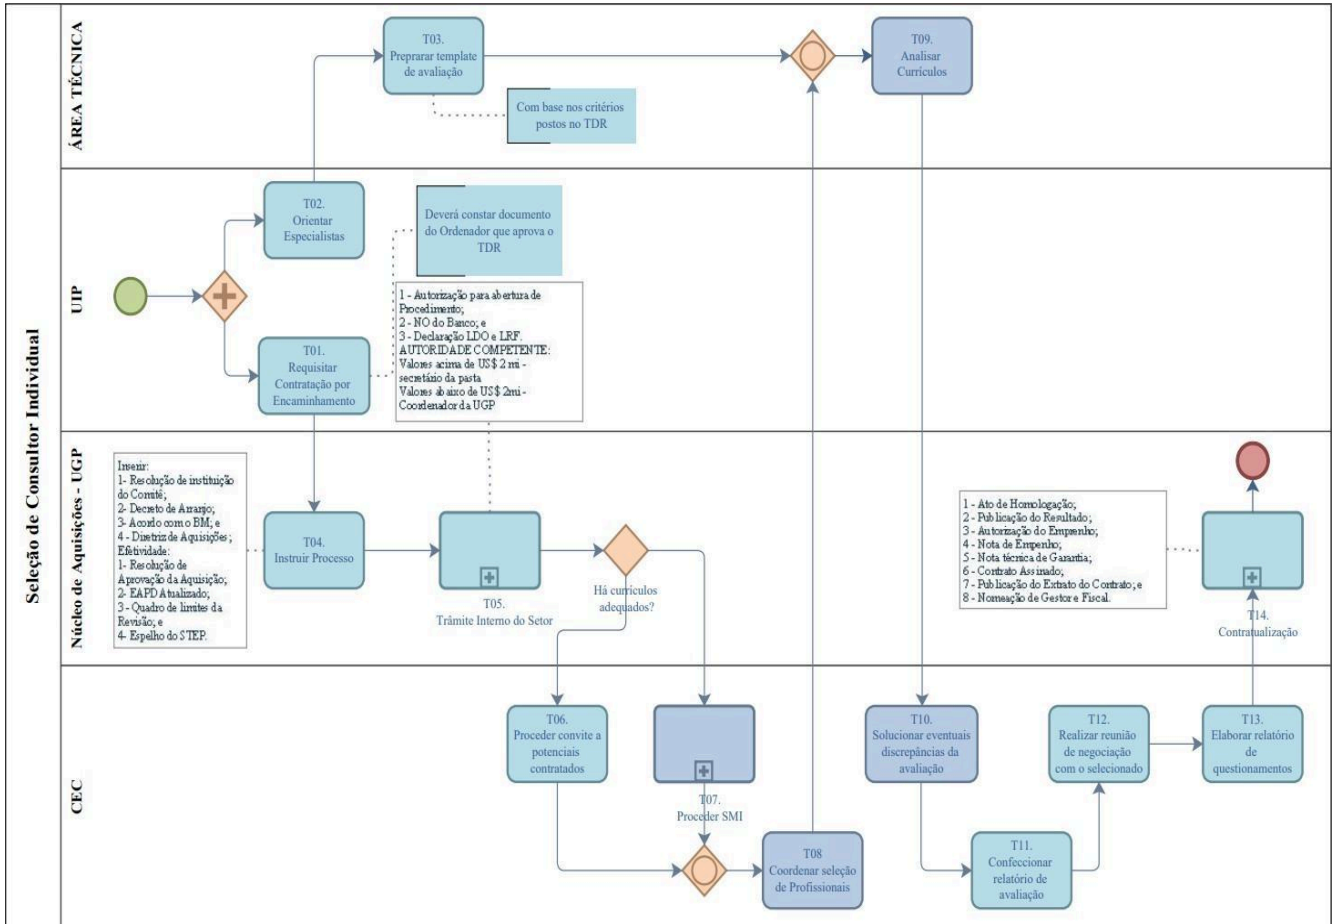 Seleção de Consultor Individual
ÁREA TÉCNICA
T03.
Preprarar template
de avaliação
Com base nos critérios
postos no TDR
T09.
Analisar
Currículos
UIP
T02.
Orientar
Especialistas
T01.
Requisitar
Contratação por
Encaminhamento
Deverá constar documento
do Ordenador que aprova o
TDR
1 - Autorização para abertura de
Procedimento;
2 - NO do Banco; e
3 - Declaração LDO e LRF.
AUTORIDADE COMPETENTE:
Valores acima de US$ 2 mi -
secretário da pasta
Valores abaixo de US$ 2mi -
Coordenador da UGP
Núcleo de Aquisições - UGP
Inserir:
1- Resolução de instituição
do Comitê;
2- Decreto de Arranjo;
3- Acordo com o BM; e
4 - Diretriz de Aquisições;
Efetividade:
1- Resolução de
Aprovação da Aquisição;
2- EAPD Atualizado;
3 - Quadro de limites da
Revisão; e
4- Espelho do STEP.
T04.
Instruir Processo
T05.
Trâmite Interno do Setor
Há currículos
adequados?
1 - Ato de Homologação;
2 - Publicação do Resultado;
3 - Autorização do Emprenho;
4 - Nota de Empenho;
5 - Nota técnica de Garantia;
6 - Contrato Assinado;
7 - Publicação do Extrato do Contrato; e
8 - Nomeação de Gestor e Fiscal.
T14.
Contratualização
CEC
T06.
Proceder convite a
potenciais
contratados
T07.
Proceder SMI
T08
Coordenar seleção
de Profissionais
T10.
Solucionar eventuais
discrepâncias da
avaliação
T11.
Confeccionar
relatório de
avaliação
T12.
Realizar reunião
de negociação
com o selecionado
T13.
Elaborar relatório
de
questionamentos